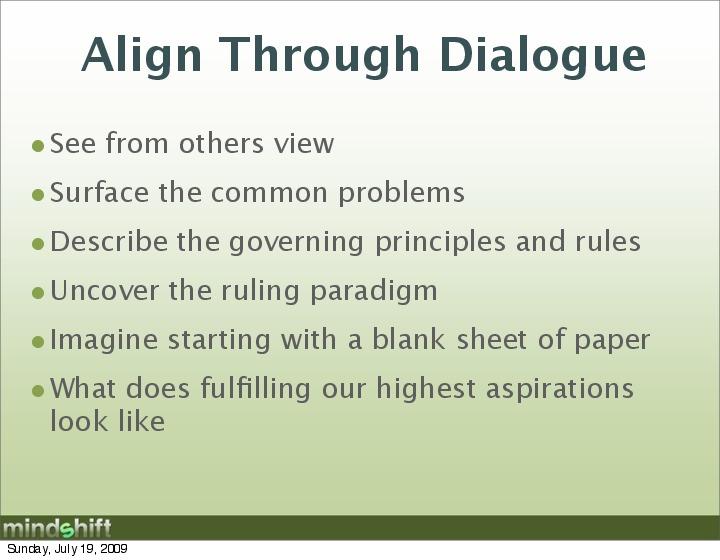 Align Through Dialogue
• See from others view
• Surface the common problems
• Describe the governing principles and rules
• Uncover the ruling paradigm
• Imagine starting with a blank sheet of paper
• What does fulfilling our highest aspirations
look like
mindshift
Sunday, July 19, 2009